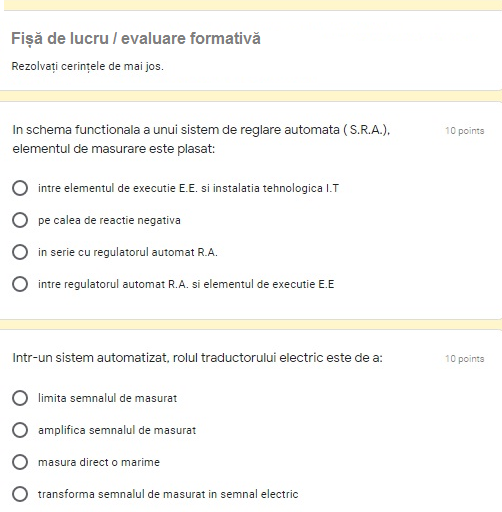 Fișă de lucru / evaluare formativă
Rezolvați cerințele de mai jos.
In schema functionala a unui sistem de reglare automata ( S.R.A.), 10 points
elementul de masurare este plasat:
intre elementul de executie E.E. si instalatia tehnologica I.T
pe calea de reactie negativa
in serie cu regulatorul automat R.A.
intre regulatorul automat R.A. si elementul de executie E.E
Intr-un sistem automatizat, rolul traductorului electric este de a: 10 points
limita semnalul de masurat
amplifica semnalul de masurat
masura direct o marime
transforma semnalul de masurat in semnal electric